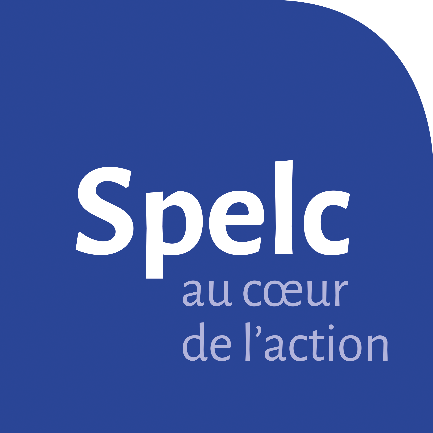 Spelc
au cœur
de l’action